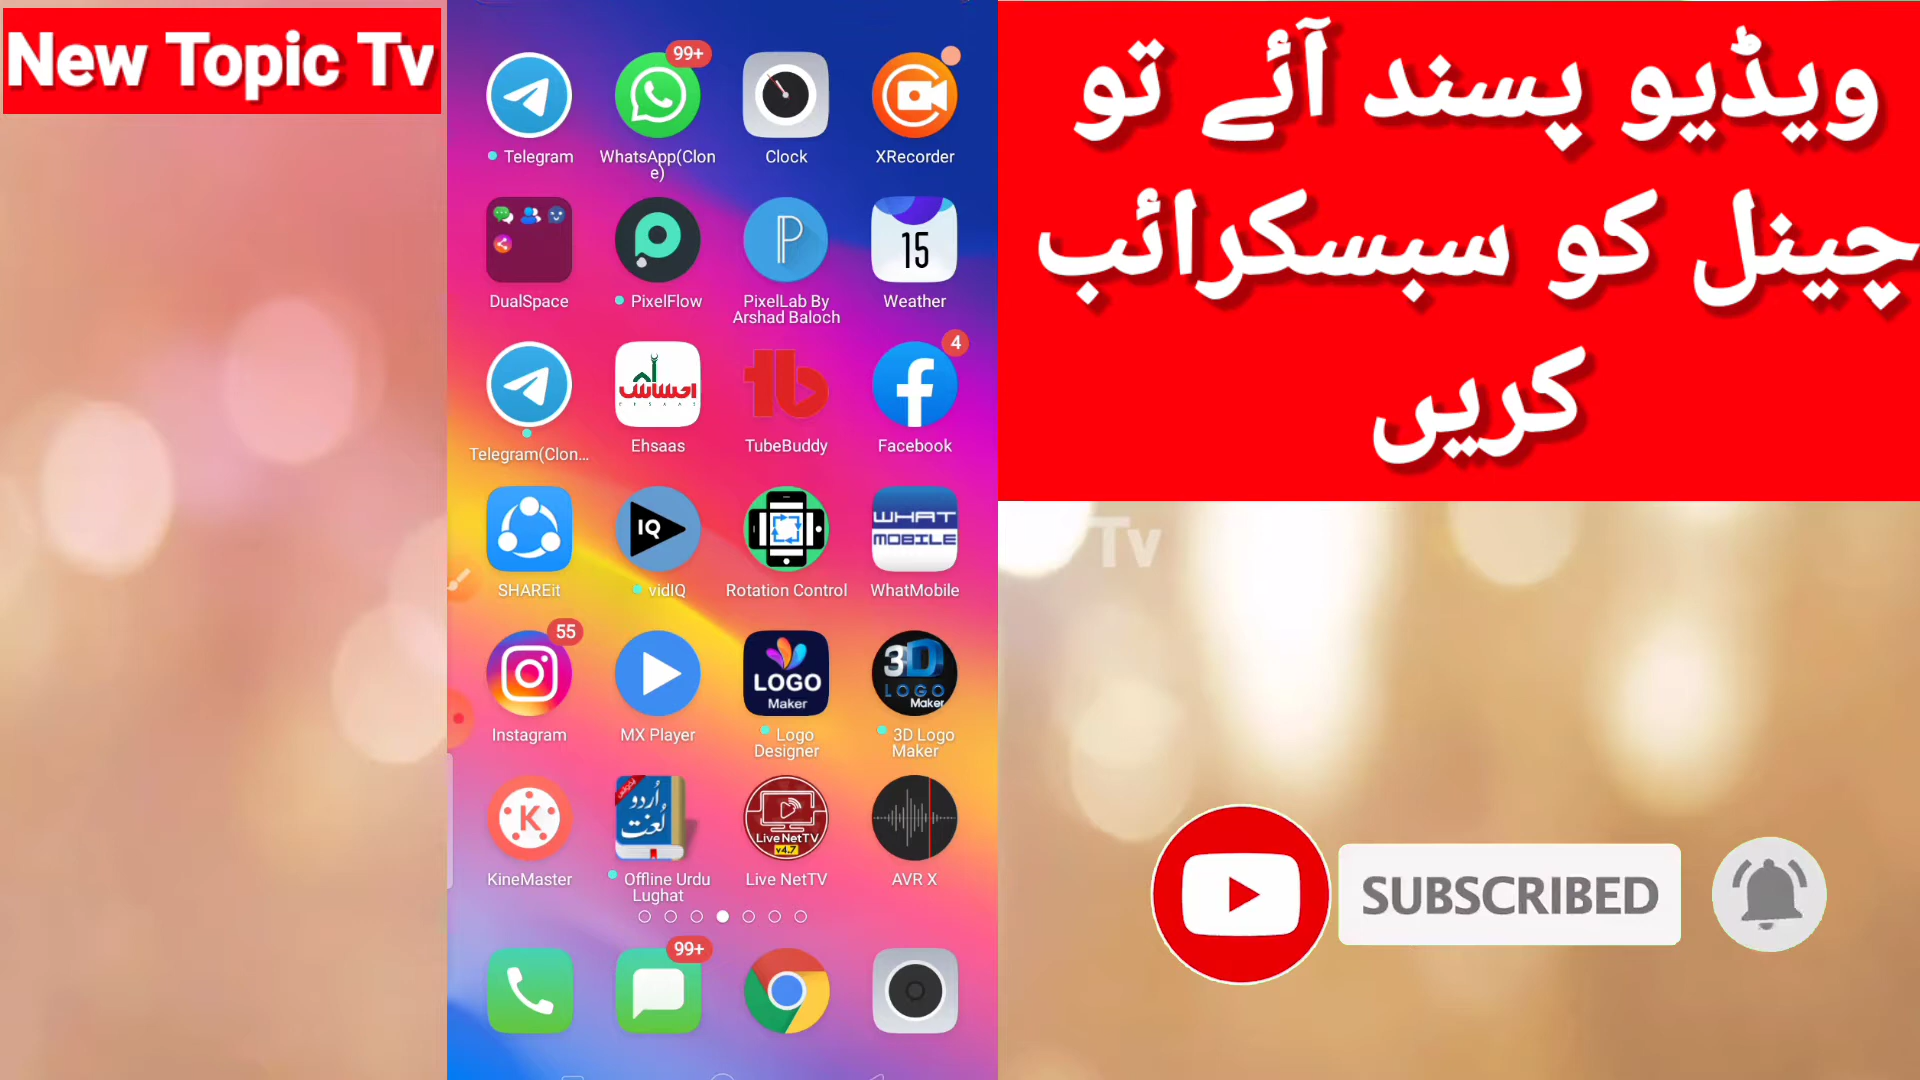 New Topic Tv
ویڈیو پسند آئے تو
چینل کو سبسکرائب
کریں
99+
Telegram
WhatsApp(Clon
e)
Clock
XRecorder
15
DualSpace
PixelFlow
PixelLab By
Arshad Baloch
Weather
4
احساس
EHSAAS
Telegram(Clon...
Ehsaas
TubeBuddy
Facebook
IQ
WHAT
MOBILE
SHAREit
vidIQ
Rotation Control
WhatMobile
55
LOGO
Maker
3D
LOGO
Maker
Instagram
MX Player
Logo
Designer
3D Logo
Maker
K
اُردو
لُغت
Live NetTV
v4.7
KineMaster
Offline Urdu
Lughat
Live NetTV
AVR X
99+
Tv
SUBSCRIBED